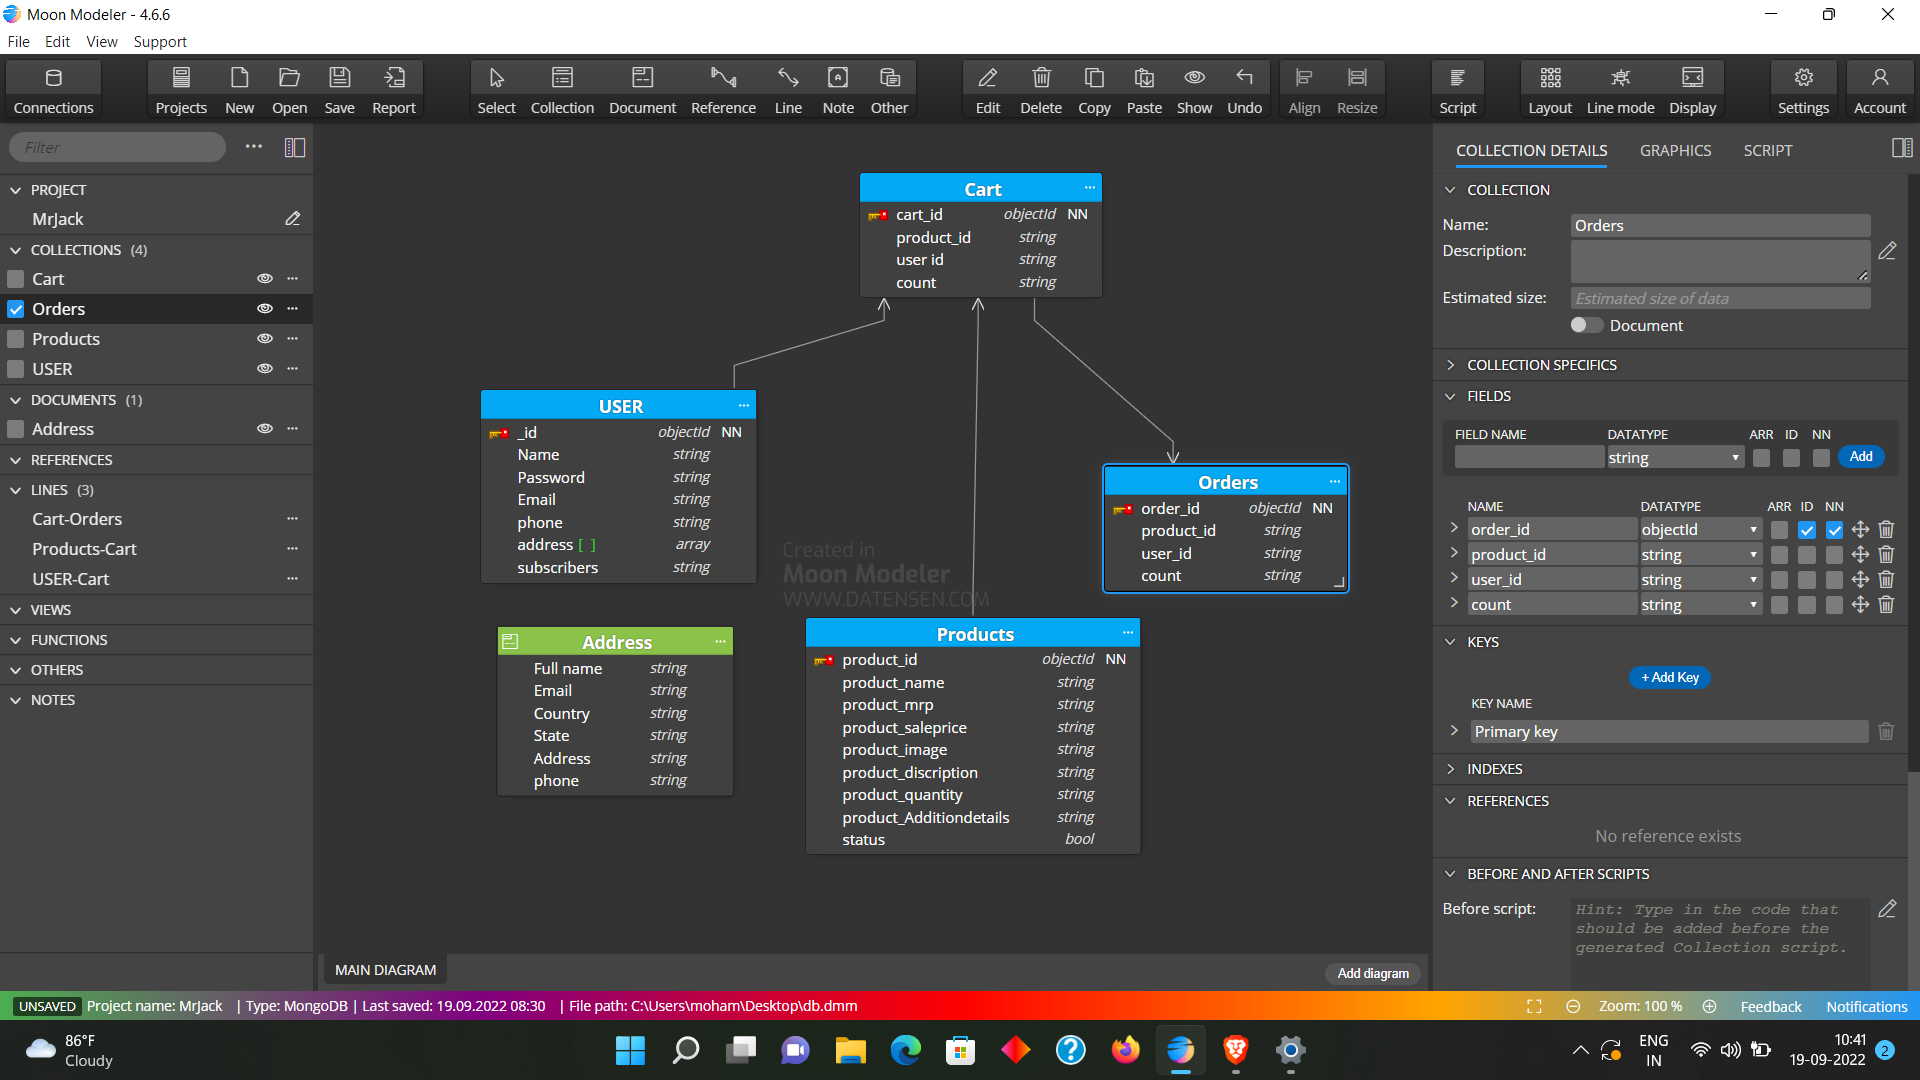 Moon Modeler - 4.6.6
File Edit View Support
Connections Projects New Open Save Report Select Collection Document Reference Line Note Other Edit Delete Copy Paste Show Undo Align Resize Script Layout Line mode Display Settings Account
Filter
PROJECT
MrJack
COLLECTIONS (4)
Cart
Orders
Products
USER
DOCUMENTS (1)
Address
REFERENCES
LINES (3)
Cart-Orders
Products-Cart
USER-Cart
VIEWS
FUNCTIONS
OTHERS
NOTES
Cart
cart_id objectId NN
product_id string
user id string
count string
USER
_id objectId NN
Name string
Password string
Email string
phone string
address [ ] array
subscribers string
Orders
order_id objectId NN
product_id string
user_id string
count string
Created in
Moon Modeler
WWW.DATENSEN.COM
Address
Full name string
Email string
Country string
State string
Address string
phone string
Products
product_id objectId NN
product_name string
product_mrp string
product_saleprice string
product_image string
product_discription string
product_quantity string
product_Additiondetails string
status bool
MAIN DIAGRAM
Add diagram
COLLECTION DETAILS GRAPHICS SCRIPT
COLLECTION
Name: Orders
Description:
Estimated size: Estimated size of data
Document
COLLECTION SPECIFICS
FIELDS
FIELD NAME DATATYPE ARR ID NN
string Add
NAME DATATYPE ARR ID NN
order_id objectId
product_id string
user_id string
count string
KEYS
+ Add Key
KEY NAME
Primary key
INDEXES
REFERENCES
No reference exists
BEFORE AND AFTER SCRIPTS
Before script: Hint: Type in the code that
should be added before the
generated Collection script.
UNSAVED Project name: MrJack | Type: MongoDB | Last saved: 19.09.2022 08:30 | File path: C:\Users\moham\Desktop\db.dmm Zoom: 100 % Feedback Notifications
86°F
Cloudy
ENG
IN
10:41
19-09-2022
2